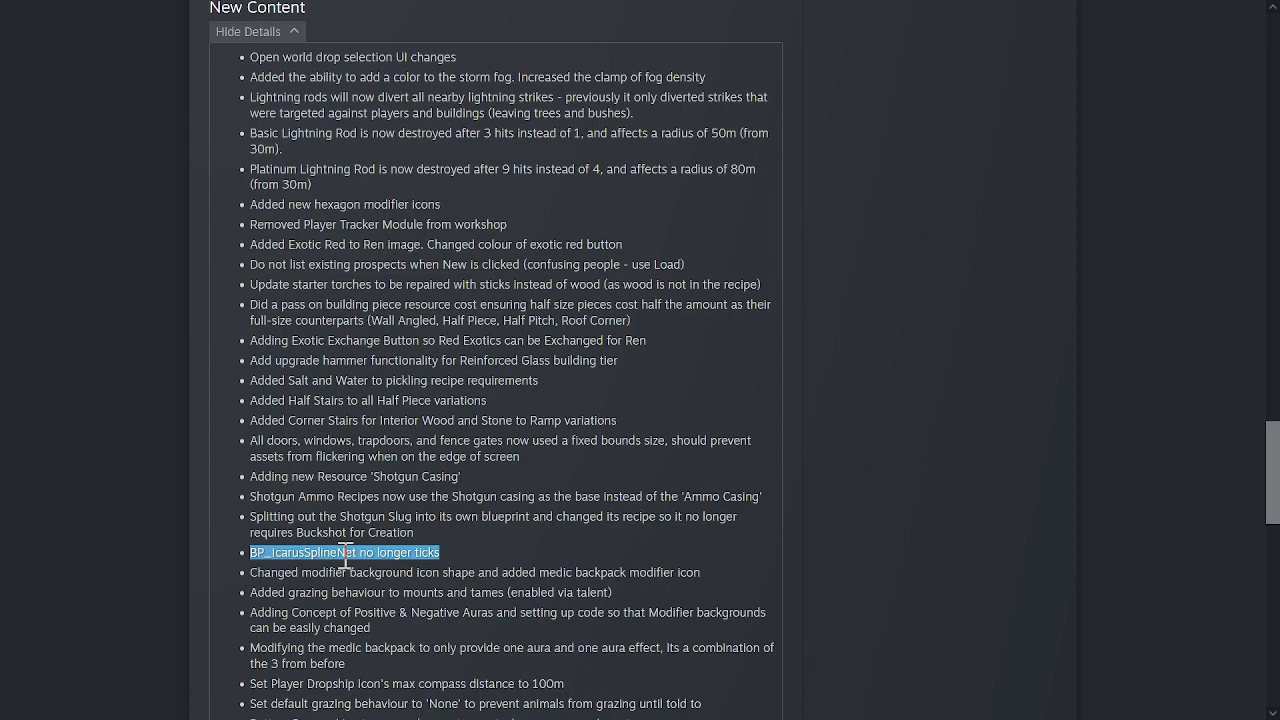 New Content
Hide Details
Open world drop selection UI changes
Added the ability to add a color to the storm fog. Increased the clamp of fog density
Lightning rods will now divert all nearby lightning strikes - previously it only diverted strikes that
were targeted against players and buildings (leaving trees and bushes).
Basic Lightning Rod is now destroyed after 3 hits instead of 1, and affects a radius of 50m (from
30m).
Platinum Lightning Rod is now destroyed after 9 hits instead of 4, and affects a radius of 80m
(from 30m)
Added new hexagon modifier icons
Removed Player Tracker Module from workshop
Added Exotic Red to Ren image. Changed colour of exotic red button
Do not list existing prospects when New is clicked (confusing people - use Load)
Update starter torches to be repaired with sticks instead of wood (as wood is not in the recipe)
Did a pass on building piece resource cost ensuring half size pieces cost half the amount as their
full-size counterparts (Wall Angled, Half Piece, Half Pitch, Roof Corner)
Adding Exotic Exchange Button so Red Exotics can be Exchanged for Ren
Add upgrade hammer functionality for Reinforced Glass building tier
Added Salt and Water to pickling recipe requirements
Added Half Stairs to all Half Piece variations
Added Corner Stairs for Interior Wood and Stone to Ramp variations
All doors, windows, trapdoors, and fence gates now used a fixed bounds size, should prevent
assets from flickering when on the edge of screen
Adding new Resource 'Shotgun Casing'
Shotgun Ammo Recipes now use the Shotgun casing as the base instead of the 'Ammo Casing'
Splitting out the Shotgun Slug into its own blueprint and changed its recipe so it no longer
requires Buckshot for Creation
BP_IcarusSplineNet no longer ticks
Changed modifier background icon shape and added medic backpack modifier icon
Added grazing behaviour to mounts and tames (enabled via talent)
Adding Concept of Positive & Negative Auras and setting up code so that Modifier backgrounds
can be easily changed
Modifying the medic backpack to only provide one aura and one aura effect, its a combination of
the 3 from before
Set Player Dropship Icon's max compass distance to 100m
Set default grazing behaviour to 'None' to prevent animals from grazing until told to